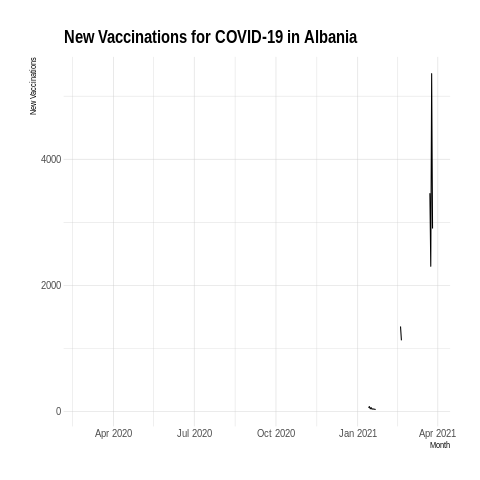 New Vaccinations for COVID-19 in Albania
New Vaccinations
4000
2000
0
Apr 2020
Jul 2020
Oct 2020
Jan 2021
Apr 2021
Month